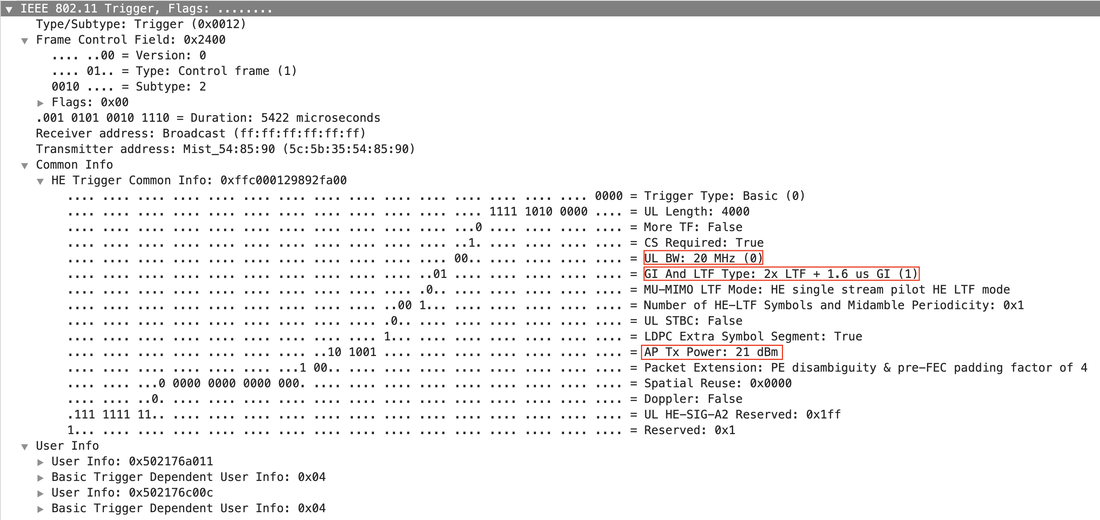 IEEE 802.11 Trigger, Flags: ........
Type/Subtype: Trigger (0x0012)
Frame Control Field: 0x2400
.... ..00 = Version: 0
.... 01.. = Type: Control frame (1)
0010 .... = Subtype: 2
Flags: 0x00
.001 0101 0010 1110 = Duration: 5422 microseconds
Receiver address: Broadcast (ff:ff:ff:ff:ff:ff)
Transmitter address: Mist_54:85:90 (5c:5b:35:54:85:90)
Common Info
HE Trigger Common Info: 0xffc000129892fa00
.... .... .... .... .... .... .... .... .... .... .... .... .... .... .... 0000 = Trigger Type: Basic (0)
.... .... .... .... .... .... .... .... .... .... .... .... 1111 1010 0000 .... = UL Length: 4000
.... .... .... .... .... .... .... .... .... .... .... ...0 .... .... .... .... = More TF: False
.... .... .... .... .... .... .... .... .... .... .... ..1. .... .... .... .... = CS Required: True
.... .... .... .... .... .... .... .... .... .... .... 00.. .... .... .... .... = UL BW: 20 MHz (0)
.... .... .... .... .... .... .... .... .... .... ..01 .... .... .... .... .... = GI And LTF Type: 2x LTF + 1.6 us GI (1)
.... .... .... .... .... .... .... .... .... .... .0.. .... .... .... .... .... = MU-MIMO LTF Mode: HE single stream pilot HE LTF mode
.... .... .... .... .... .... .... .... .... ..00 1... .... .... .... .... .... = Number of HE-LTF Symbols and Midamble Periodicity: 0x1
.... .... .... .... .... .... .... .... .... .0.. .... .... .... .... .... .... = UL STBC: False
.... .... .... .... .... .... .... .... .... 1... .... .... .... .... .... .... = LDPC Extra Symbol Segment: True
.... .... .... .... .... .... .... ..10 1001 .... .... .... .... .... .... .... = AP Tx Power: 21 dBm
.... .... .... .... .... .... ...1 00.. .... .... .... .... .... .... .... .... = Packet Extension: PE disambiguity & pre-FEC padding factor of 4
.... .... ...0 0000 0000 0000 000. .... .... .... .... .... .... .... .... .... = Spatial Reuse: 0x0000
.... .... ..0. .... .... .... .... .... .... .... .... .... .... .... .... .... = Doppler: False
.111 1111 11.. .... .... .... .... .... .... .... .... .... .... .... .... .... = UL HE-SIG-A2 Reserved: 0x1ff
1... .... .... .... .... .... .... .... .... .... .... .... .... .... .... .... = Reserved: 0x1
User Info
User Info: 0x502176a011
Basic Trigger Dependent User Info: 0x04
User Info: 0x502176c00c
Basic Trigger Dependent User Info: 0x04